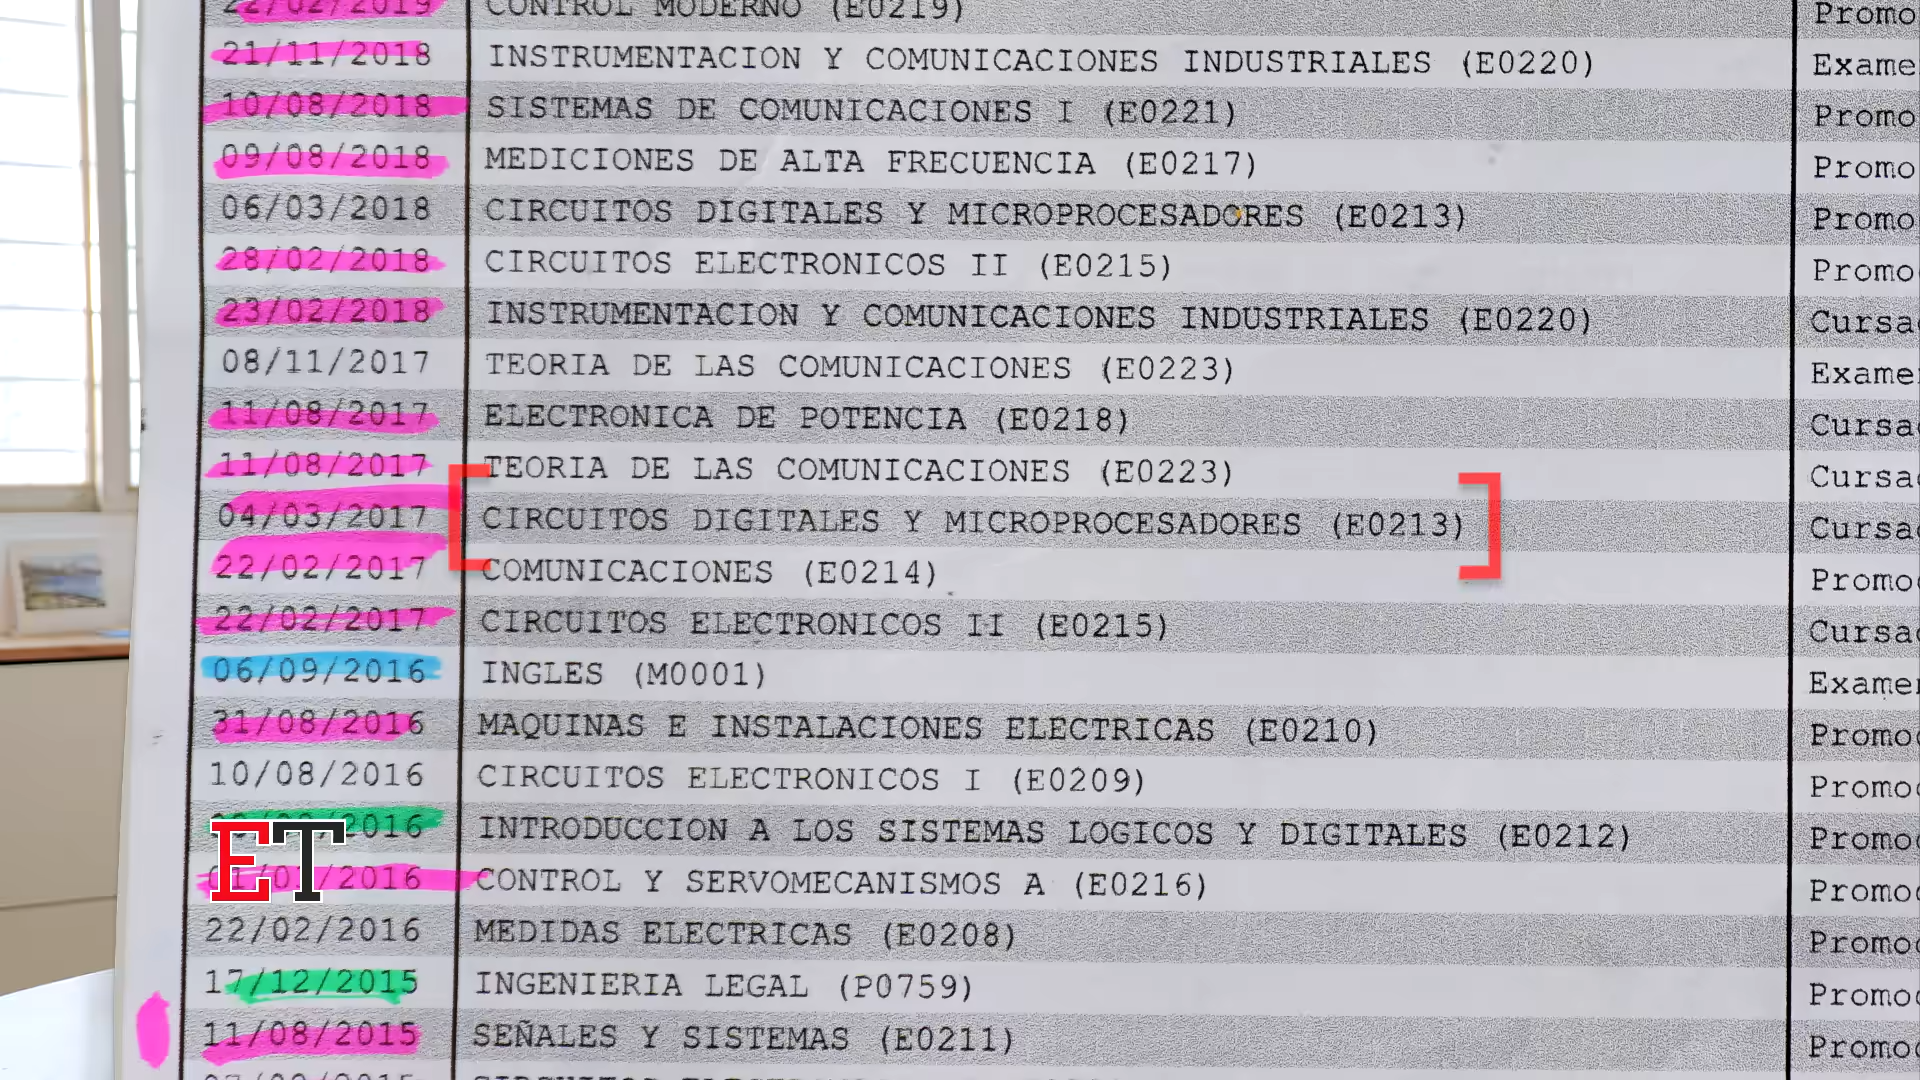 22/02/2019 CONTROL MODERNO (E0219) Promo
21/11/2018 INSTRUMENTACION Y COMUNICACIONES INDUSTRIALES (E0220) Exame
10/08/2018 SISTEMAS DE COMUNICACIONES I (E0221) Promo
09/08/2018 MEDICIONES DE ALTA FRECUENCIA (E0217) Promo
06/03/2018 CIRCUITOS DIGITALES Y MICROPROCESADORES (E0213) Promo
28/02/2018 CIRCUITOS ELECTRONICOS II (E0215) Promo
23/02/2018 INSTRUMENTACION Y COMUNICACIONES INDUSTRIALES (E0220) Cursa
08/11/2017 TEORIA DE LAS COMUNICACIONES (E0223) Exame
11/08/2017 ELECTRONICA DE POTENCIA (E0218) Cursa
11/08/2017 TEORIA DE LAS COMUNICACIONES (E0223) Cursa
04/03/2017 CIRCUITOS DIGITALES Y MICROPROCESADORES (E0213) Cursa
22/02/2017 COMUNICACIONES (E0214) Promo
22/02/2017 CIRCUITOS ELECTRONICOS II (E0215) Cursa
06/09/2016 INGLES (M0001) Exame
31/08/2016 MAQUINAS E INSTALACIONES ELECTRICAS (E0210) Promo
10/08/2016 CIRCUITOS ELECTRONICOS I (E0209) Promo
INTRODUCCION A LOS SISTEMAS LOGICOS Y DIGITALES (E0212) Promo
ET
CONTROL Y SERVOMECANISMOS A (E0216) Promo
22/02/2016 MEDIDAS ELECTRICAS (E0208) Promo
17/12/2015 INGENIERIA LEGAL (P0759) Promo
11/08/2015 SEÑALES Y SISTEMAS (E0211) Promo